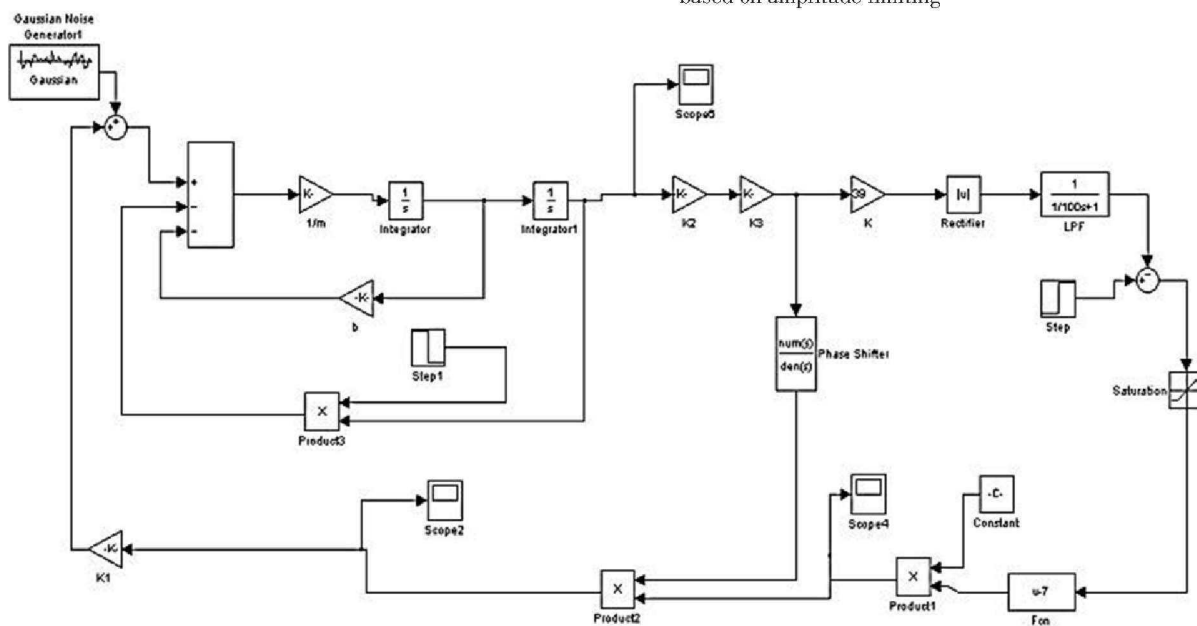 based on amplitude limiting
Gaussian Noise
Generator1
Gaussian
Scope5
+
−
−
K-
1/m
1
s
Integrator
1
s
Integrator1
K-
K2
K-
K3
39
K
|u|
Rectifier
1
1/100s+1
LPF
-K-
b
Step1
Step
num(s)
den(s)
Phase Shifter
Saturation
X
Product3
Scope2
Scope4
-C-
Constant
-K-
K1
X
Product2
X
Product1
u-7
Fcn